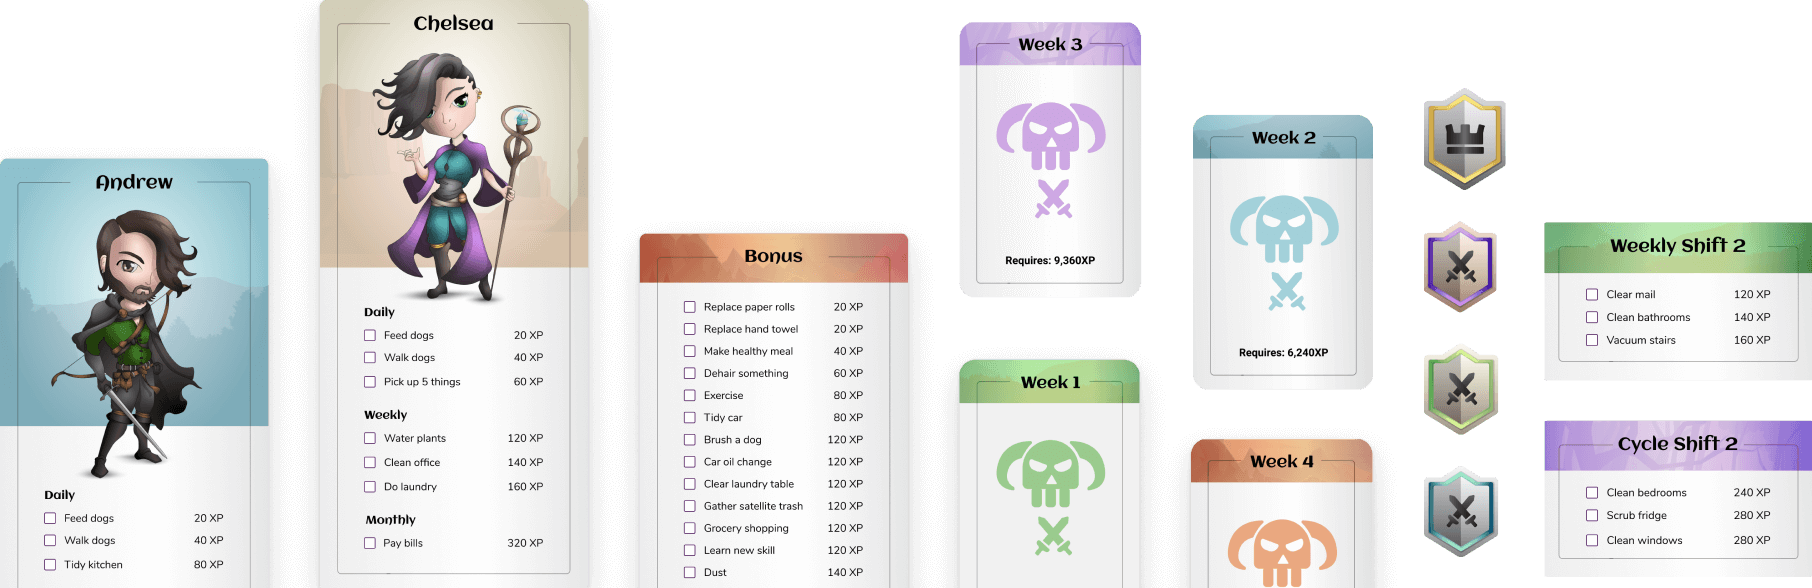 Andrew
Daily
Feed dogs 20 XP
Walk dogs 40 XP
Tidy kitchen 80 XP
Chelsea
Daily
Feed dogs 20 XP
Walk dogs 40 XP
Pick up 5 things 60 XP
Weekly
Water plants 120 XP
Clean office 140 XP
Do laundry 160 XP
Monthly
Pay bills 320 XP
Bonus
Replace paper rolls 20 XP
Replace hand towel 20 XP
Make healthy meal 40 XP
Dehair something 60 XP
Exercise 80 XP
Tidy car 80 XP
Brush a dog 120 XP
Car oil change 120 XP
Clear laundry table 120 XP
Gather satellite trash 120 XP
Grocery shopping 120 XP
Learn new skill 120 XP
Dust 140 XP
Week 3
Requires: 9,360XP
Week 1
Week 2
Requires: 6,240XP
Week 4
Weekly Shift 2
Clear mail 120 XP
Clean bathrooms 140 XP
Vacuum stairs 160 XP
Cycle Shift 2
Clean bedrooms 240 XP
Scrub fridge 280 XP
Clean windows 280 XP